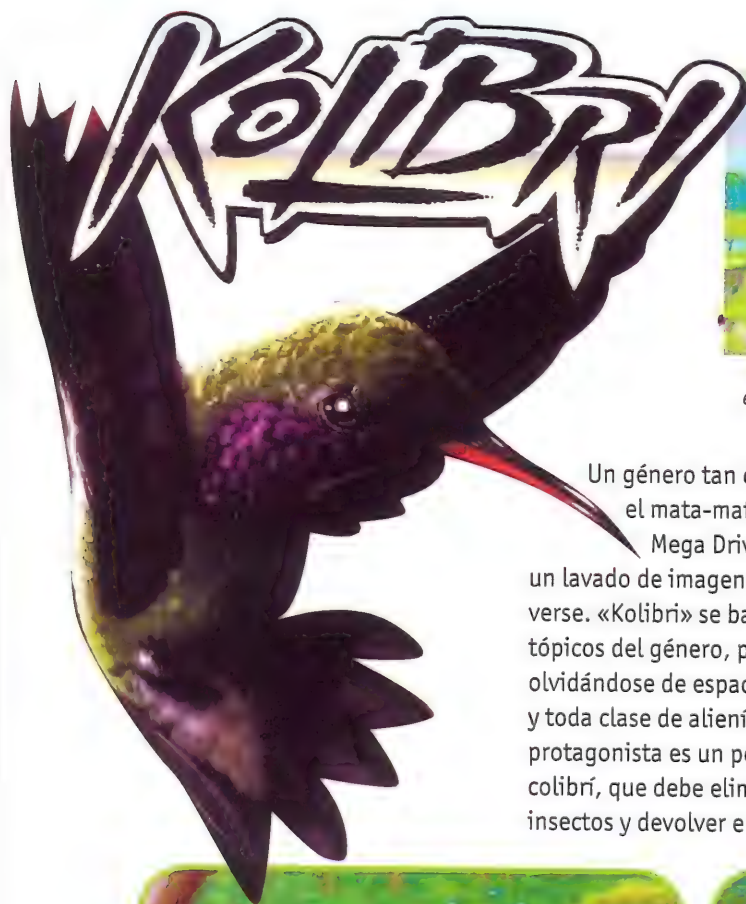 KOLIBRI
e
Un género tan c
el mata-mat
Mega Driv
un lavado de imagen
verse. «Kolibri» se ba
tópicos del género, p
olvidándose de espac
y toda clase de aliení
protagonista es un pe
colibrí, que debe elin
insectos y devolver e